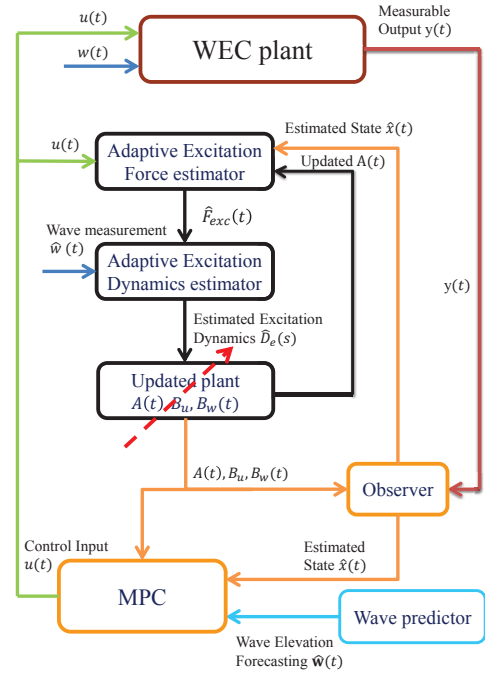 u(t)
w(t)
WEC plant
Measurable
Output y(t)
Estimated State x̂(t)
Updated A(t)
u(t)
Adaptive Excitation
Force estimator
F̂exc(t)
Wave measurement
ŵ(t)
Adaptive Excitation
Dynamics estimator
y(t)
Estimated Excitation
Dynamics D̂e(s)
Updated plant
A(t), Bu, Bw(t)
A(t), Bu, Bw(t)
Observer
Control Input
u(t)
Estimated
State x̂(t)
MPC
Wave predictor
Wave Elevation
Forecasting ŵ(t)